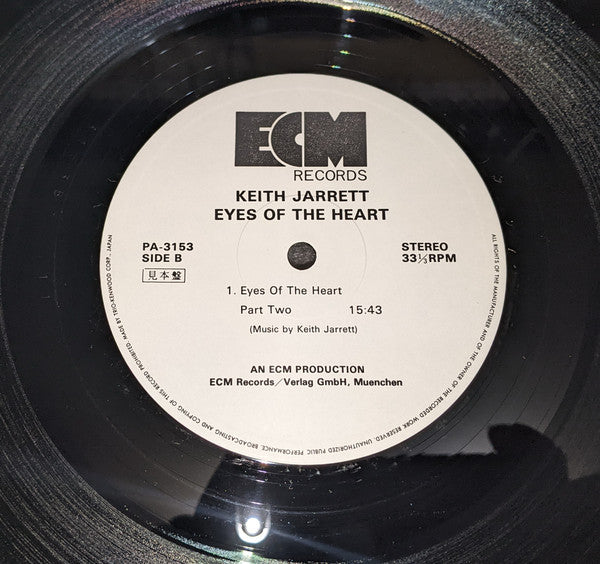 ECM
RECORDS
KEITH JARRETT
EYES OF THE HEART
PA-3153
SIDE B
見本盤
STEREO
33⅓RPM
1. Eyes Of The Heart
Part Two 15:43
(Music by Keith Jarrett)
AN ECM PRODUCTION
ECM Records/Verlag GmbH, Muenchen
ALL RIGHTS OF THE MANUFACTURER AND OF THE OWNER OF THE RECORDED WORK RESERVED. UNAUTHORIZED PUBLIC PERFORMANCE, BROADCASTING AND COPYING OF THIS RECORD PROHIBITED. MADE BY TRIO-KENWOOD CORP., JAPAN